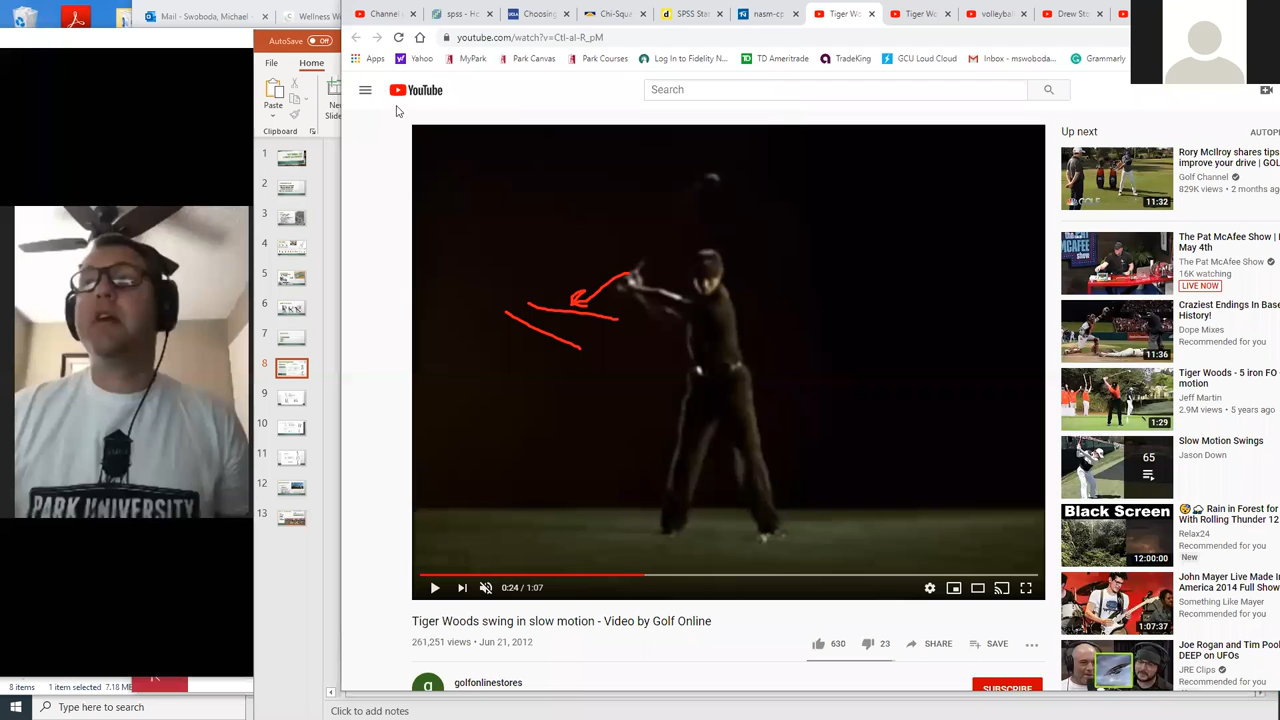 Channel
Choosin
Chi-Squa
SPSS Stat
music
Tiger Wo
Tiger Wo
volleyba
Drew Sto
Mail - Swoboda, Michael -
Wellness W
youtube.com/watch?v=Ctl-al-R_pM
AutoSave
Off
Apps
Yahoo
MyPark
Park Canvas
Park Courses
Log In to Fidelity N...
TD Ameritrade
TradeKing
GCU Loud Cloud
Inbox - mswoboda...
Grammarly
File
Home
YouTube
Search
Paste
New
Slide
Clipboard
1
2
3
4
5
6
7
8
9
10
11
12
13
PARK UNIVERSITY
0:24 / 1:07
Tiger Woods swing in slow motion - Video by Golf Online
261,251 views • Jun 21, 2012
630
23
SHARE
SAVE
g
golfonlinestores
SUBSCRIBE
Up next
AUTOPL
GOLF
11:32
Rory McIlroy shares tips
improve your drive | GOL
Golf Channel
829K views • 2 months ag
The Pat McAfee Show |
May 4th
The Pat McAfee Show
16K watching
LIVE NOW
11:36
Craziest Endings In Base
History!
Dope Mixes
Recommended for you
1:29
Tiger Woods - 5 iron FO
motion
Jeff Martin
2.9M views • 5 years ago
65
Slow Motion Swings
Jason Down
Black Screen
12:00:00
Rain in Forest for
With Rolling Thunder 12
Relax24
Recommended for you
New
1:07:37
John Mayer Live Made In
America 2014 Full Show
Something Like Mayer
Recommended for you
Joe Rogan and Tim Pool
DEEP on UFOs
JRE Clips
Recommended for you
8 items
1 item selected
7.18 ME
Type here to search
Click to add notes